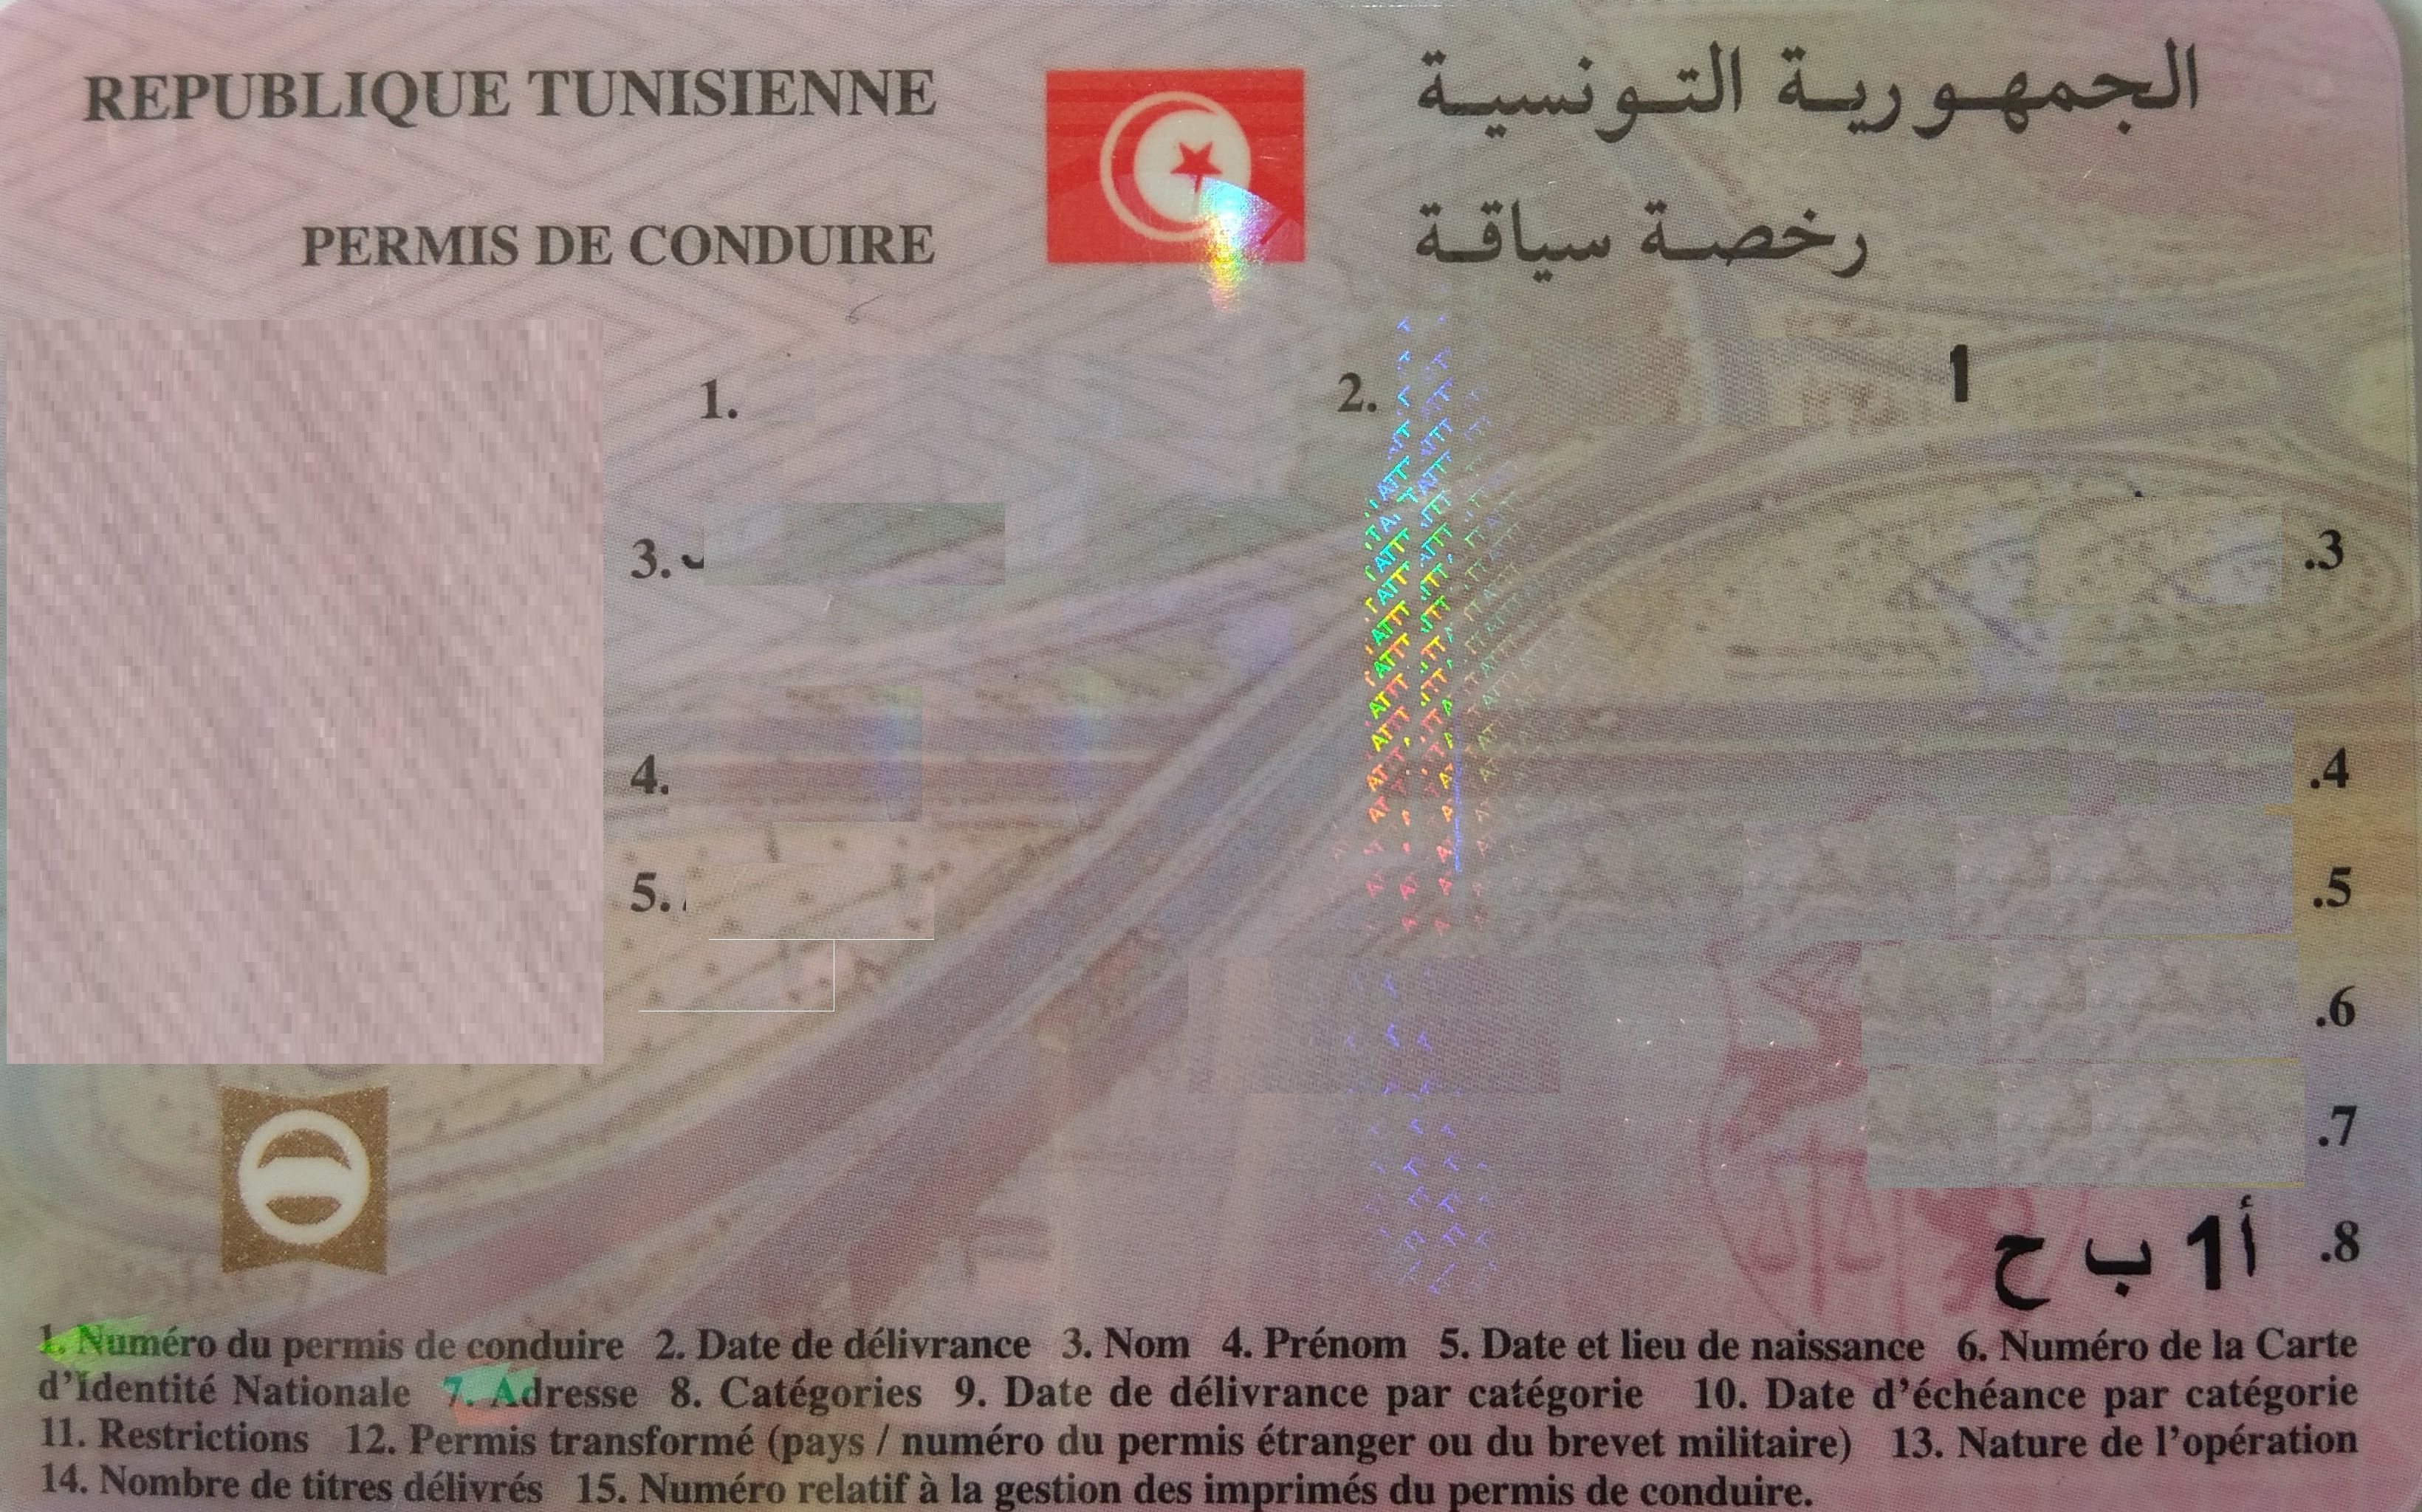 REPUBLIQUE TUNISIENNE
الجمهورية التونسية
PERMIS DE CONDUIRE
رخصة سياقة
1.
2.
1
3.
.3
4.
.4
5.
.5
.6
.7
.8 أ1 ب ح
1. Numéro du permis de conduire 2. Date de délivrance 3. Nom 4. Prénom 5. Date et lieu de naissance 6. Numéro de la Carte
d'Identité Nationale 7. Adresse 8. Catégories 9. Date de délivrance par catégorie 10. Date d'échéance par catégorie
11. Restrictions 12. Permis transformé (pays / numéro du permis étranger ou du brevet militaire) 13. Nature de l'opération
14. Nombre de titres délivrés 15. Numéro relatif à la gestion des imprimés du permis de conduire.